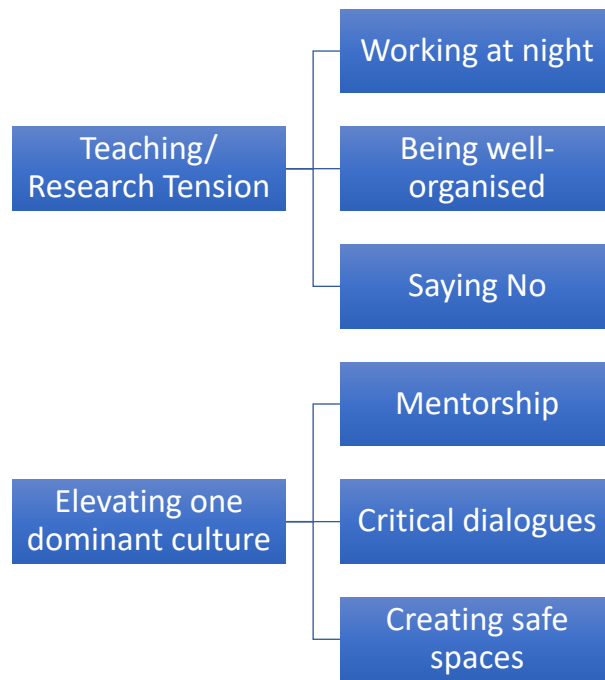 Working at night
Teaching/
Research Tension
Being well-
organised
Saying No
Mentorship
Elevating one
dominant culture
Critical dialogues
Creating safe
spaces